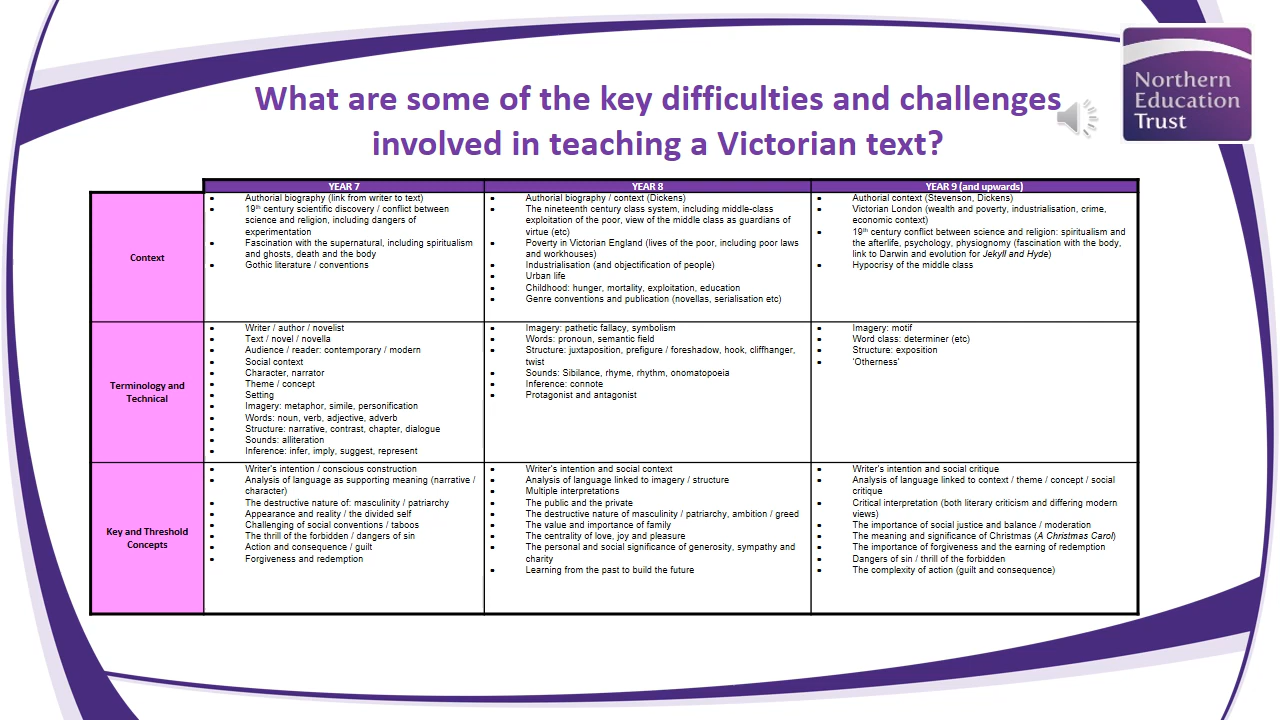 What are some of the key difficulties and challenges
involved in teaching a Victorian text?
Northern
Education
Trust
YEAR 7
YEAR 8
YEAR 9 (and upwards)
Context
• Authorial biography (link from writer to text)
• 19th century scientific discovery / conflict between
science and religion, including dangers of
experimentation
• Fascination with the supernatural, including spiritualism
and ghosts, death and the body
• Gothic literature / conventions
• Authorial biography / context (Dickens)
• The nineteenth century class system, including middle-class
exploitation of the poor, view of the middle class as guardians of
virtue (etc)
• Poverty in Victorian England (lives of the poor, including poor laws
and workhouses)
• Industrialisation (and objectification of people)
• Urban life
• Childhood: hunger, mortality, exploitation, education
• Genre conventions and publication (novellas, serialisation etc)
• Authorial context (Stevenson, Dickens)
• Victorian London (wealth and poverty, industrialisation, crime,
economic context)
• 19th century conflict between science and religion: spiritualism and
the afterlife, psychology, physiognomy (fascination with the body,
link to Darwin and evolution for Jekyll and Hyde)
• Hypocrisy of the middle class
Terminology and
Technical
• Writer / author / novelist
• Text / novel / novella
• Audience / reader: contemporary / modern
• Social context
• Character, narrator
• Theme / concept
• Setting
• Imagery: metaphor, simile, personification
• Words: noun, verb, adjective, adverb
• Structure: narrative, contrast, chapter, dialogue
• Sounds: alliteration
• Inference: infer, imply, suggest, represent
• Imagery: pathetic fallacy, symbolism
• Words: pronoun, semantic field
• Structure: juxtaposition, prefigure / foreshadow, hook, cliffhanger,
twist
• Sounds: Sibilance, rhyme, rhythm, onomatopoeia
• Inference: connote
• Protagonist and antagonist
• Imagery: motif
• Word class: determiner (etc)
• Structure: exposition
• 'Otherness'
Key and Threshold
Concepts
• Writer's intention / conscious construction
• Analysis of language as supporting meaning (narrative /
character)
• The destructive nature of: masculinity / patriarchy
• Appearance and reality / the divided self
• Challenging of social conventions / taboos
• The thrill of the forbidden / dangers of sin
• Action and consequence / guilt
• Forgiveness and redemption
• Writer's intention and social context
• Analysis of language linked to imagery / structure
• Multiple interpretations
• The public and the private
• The destructive nature of masculinity / patriarchy, ambition / greed
• The value and importance of family
• The centrality of love, joy and pleasure
• The personal and social significance of generosity, sympathy and
charity
• Learning from the past to build the future
• Writer's intention and social critique
• Analysis of language linked to context / theme / concept / social
critique
• Critical interpretation (both literary criticism and differing modern
views)
• The importance of social justice and balance / moderation
• The meaning and significance of Christmas (A Christmas Carol)
• The importance of forgiveness and the earning of redemption
• Dangers of sin / thrill of the forbidden
• The complexity of action (guilt and consequence)